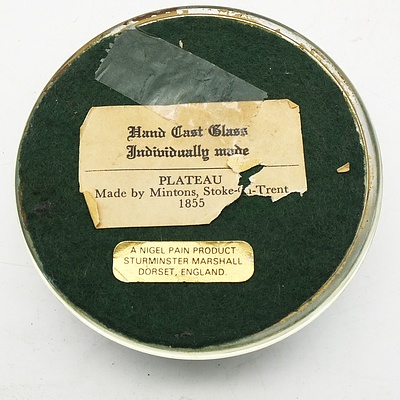 Hand Cast Glass
Individually made
PLATEAU
Made by Mintons, Stoke-On-Trent
1855
A NIGEL PAIN PRODUCT
STURMINSTER MARSHALL
DORSET, ENGLAND.